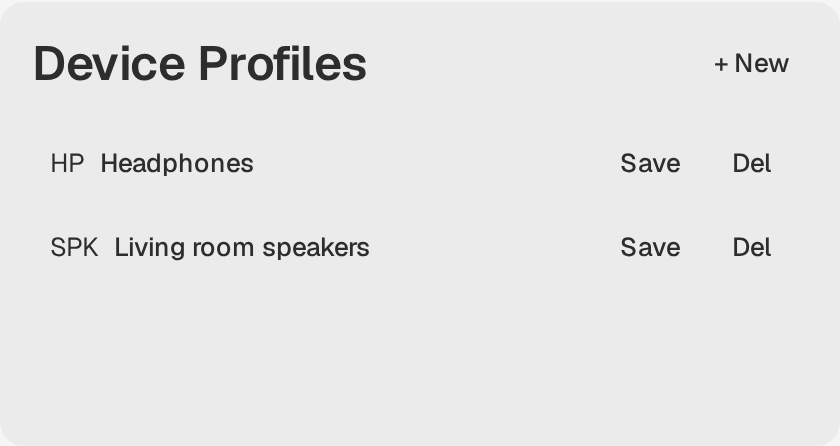 Device Profiles + New
HP Headphones Save Del
SPK Living room speakers Save Del